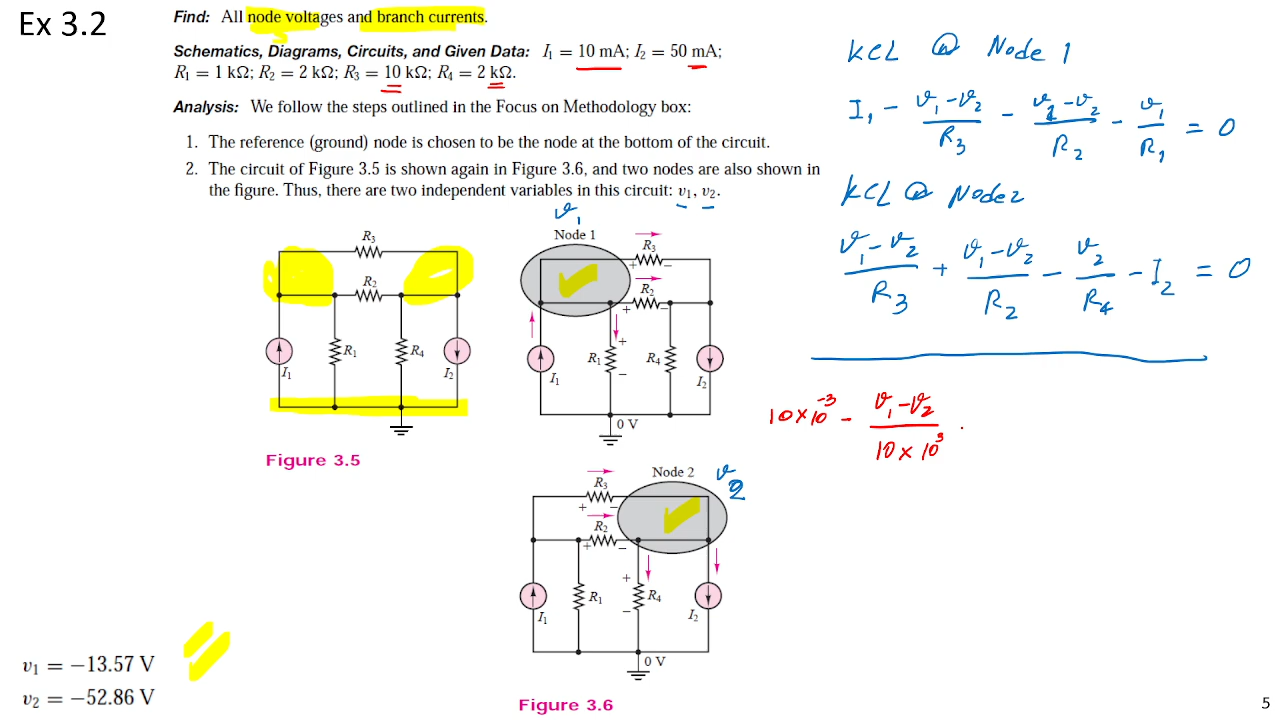 Ex 3.2
Find: All node voltages and branch currents.
Schematics, Diagrams, Circuits, and Given Data: I₁ = 10 mA; I₂ = 50 mA;
R₁ = 1 kΩ; R₂ = 2 kΩ; R₃ = 10 kΩ; R₄ = 2 kΩ.
Analysis: We follow the steps outlined in the Focus on Methodology box:
1. The reference (ground) node is chosen to be the node at the bottom of the circuit.
2. The circuit of Figure 3.5 is shown again in Figure 3.6, and two nodes are also shown in
the figure. Thus, there are two independent variables in this circuit: v₁, v₂.
R₃
R₂
R₁
R₄
I₁
I₂
Figure 3.5
v₁
Node 1
R₃
+ −
R₂
+ −
+
R₁
−
R₄
I₁
I₂
0 V
Node 2
v₂
R₃
+ −
R₂
+ −
+
R₁
R₄
−
I₁
I₂
0 V
Figure 3.6
KCL @ Node 1
I₁ − (v₁−v₂)/R₃ − (v₁−v₂)/R₂ − v₁/R₁ = 0
KCL @ Node 2
(v₁−v₂)/R₃ + (v₁−v₂)/R₂ − v₂/R₄ − I₂ = 0
10×10⁻³ − (v₁−v₂)/(10×10³) .
v₁ = −13.57 V
v₂ = −52.86 V
5